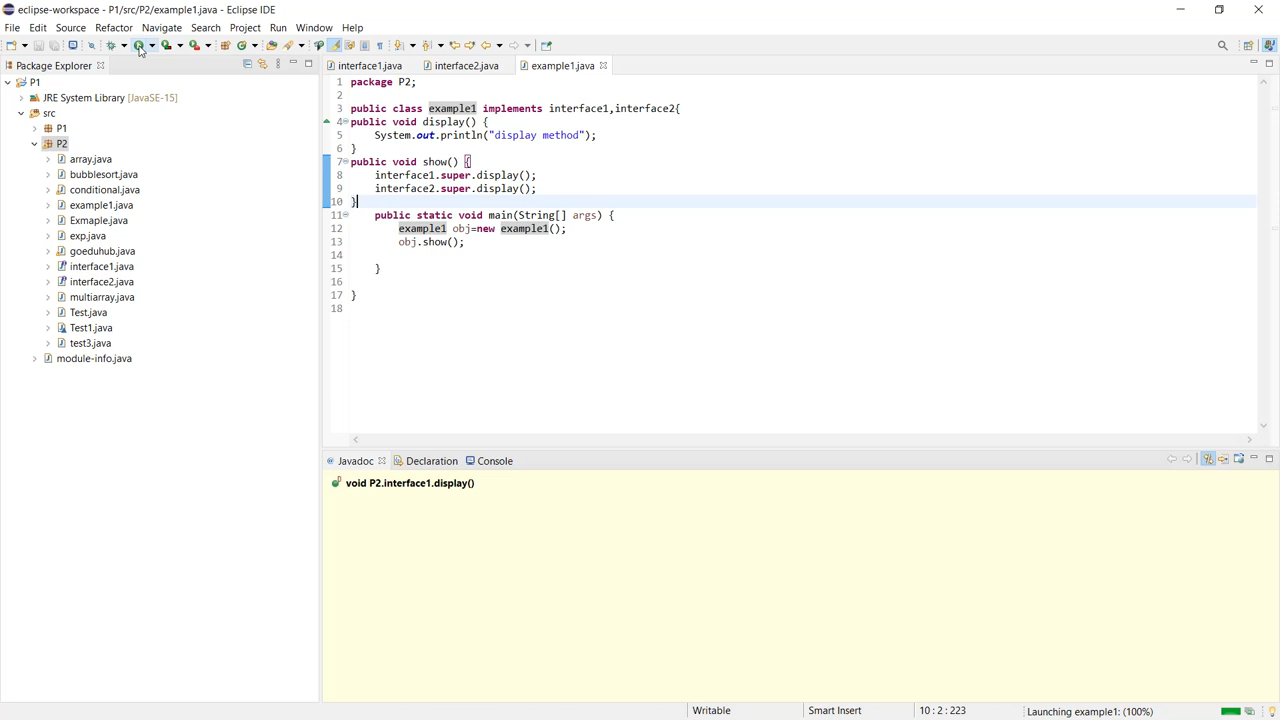 eclipse-workspace - P1/src/P2/example1.java - Eclipse IDE
File Edit Source Refactor Navigate Search Project Run Window Help
Package Explorer
P1
JRE System Library [JavaSE-15]
src
P1
P2
array.java
bubblesort.java
conditional.java
example1.java
Exmaple.java
exp.java
goeduhub.java
interface1.java
interface2.java
multiarray.java
Test.java
Test1.java
test3.java
module-info.java
interface1.java interface2.java example1.java
1 package P2;
2
3 public class example1 implements interface1,interface2{
4 public void display() {
5 System.out.println("display method");
6 }
7 public void show() {
8 interface1.super.display();
9 interface2.super.display();
10 }
11 public static void main(String[] args) {
12 example1 obj=new example1();
13 obj.show();
14
15 }
16
17 }
18
Javadoc Declaration Console
void P2.interface1.display()
Writable Smart Insert 10 : 2 : 223 Launching example1: (100%)